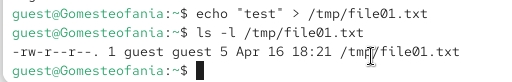 guest@Gomesteofania:~$ echo "test" > /tmp/file01.txt
guest@Gomesteofania:~$ ls -l /tmp/file01.txt
-rw-r--r--. 1 guest guest 5 Apr 16 18:21 /tmp/file01.txt
guest@Gomesteofania:~$